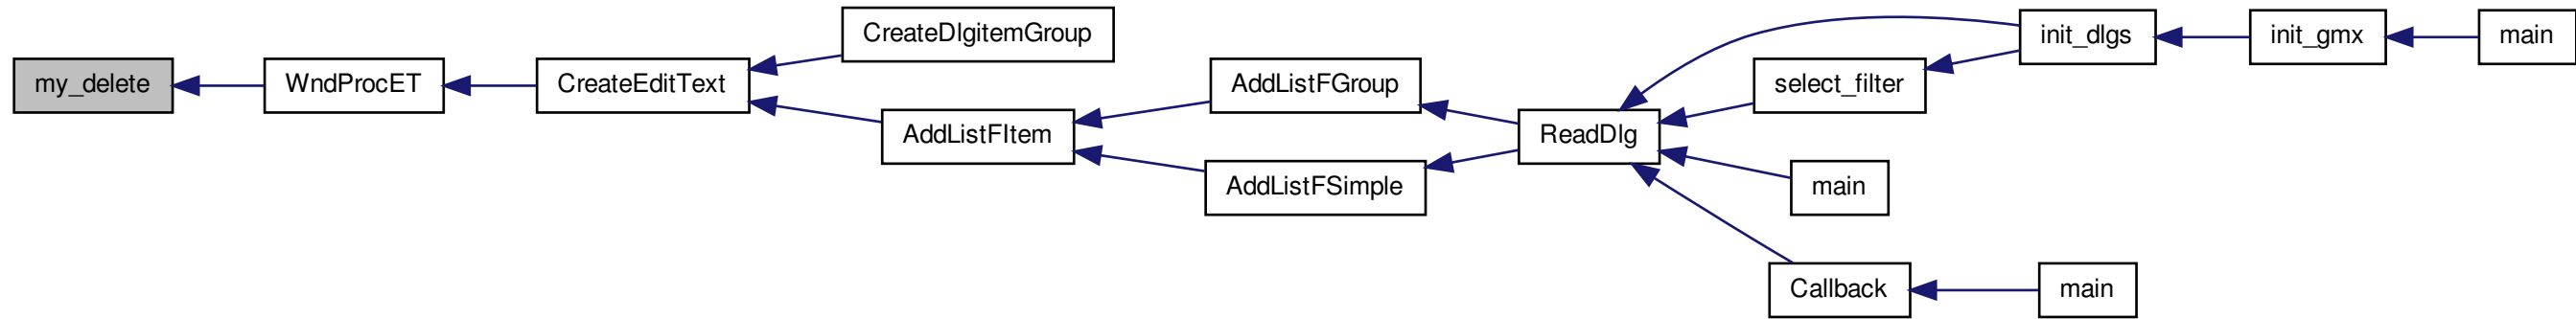 my_delete
WndProcET
CreateEditText
CreateDlgitemGroup
AddListFItem
AddListFGroup
AddListFSimple
ReadDlg
init_dlgs
select_filter
main
Callback
main
init_gmx
main